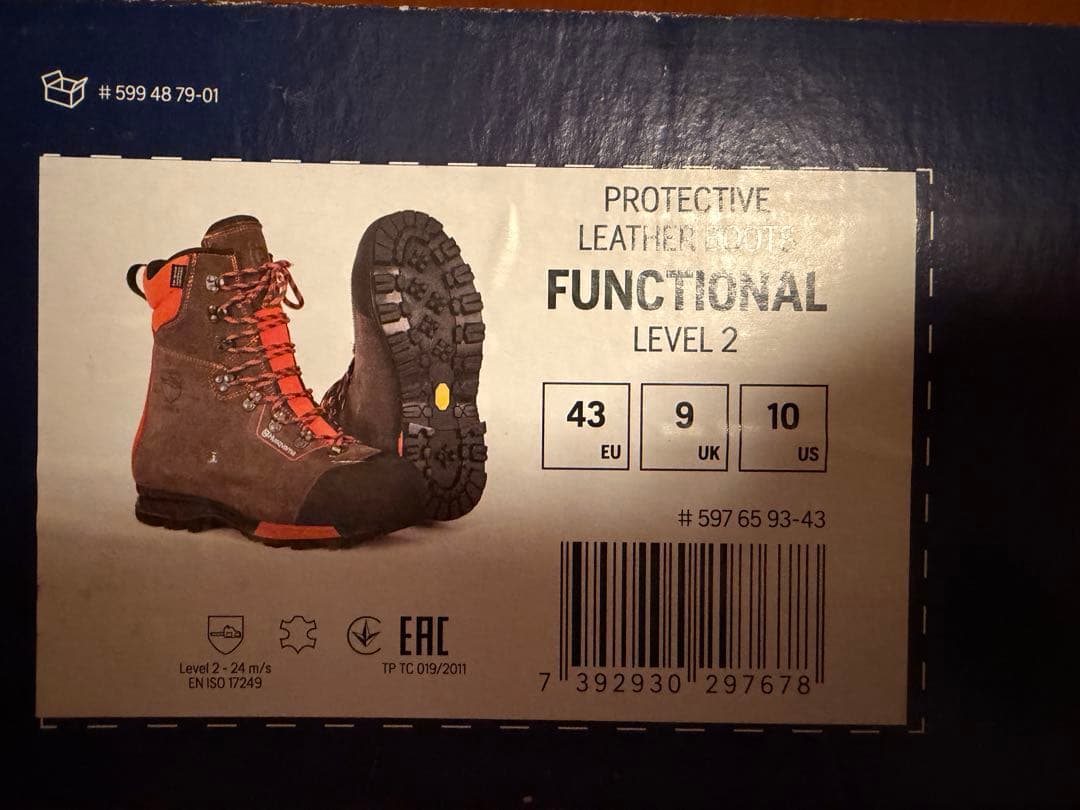 # 599 48 79-01
PROTECTIVE
LEATHER BOOTS
FUNCTIONAL
LEVEL 2
43
EU
9
UK
10
US
# 597 65 93-43
Husqvarna
Level 2 - 24 m/s
EN ISO 17249
EAC
TP TC 019/2011
7 392930 297678